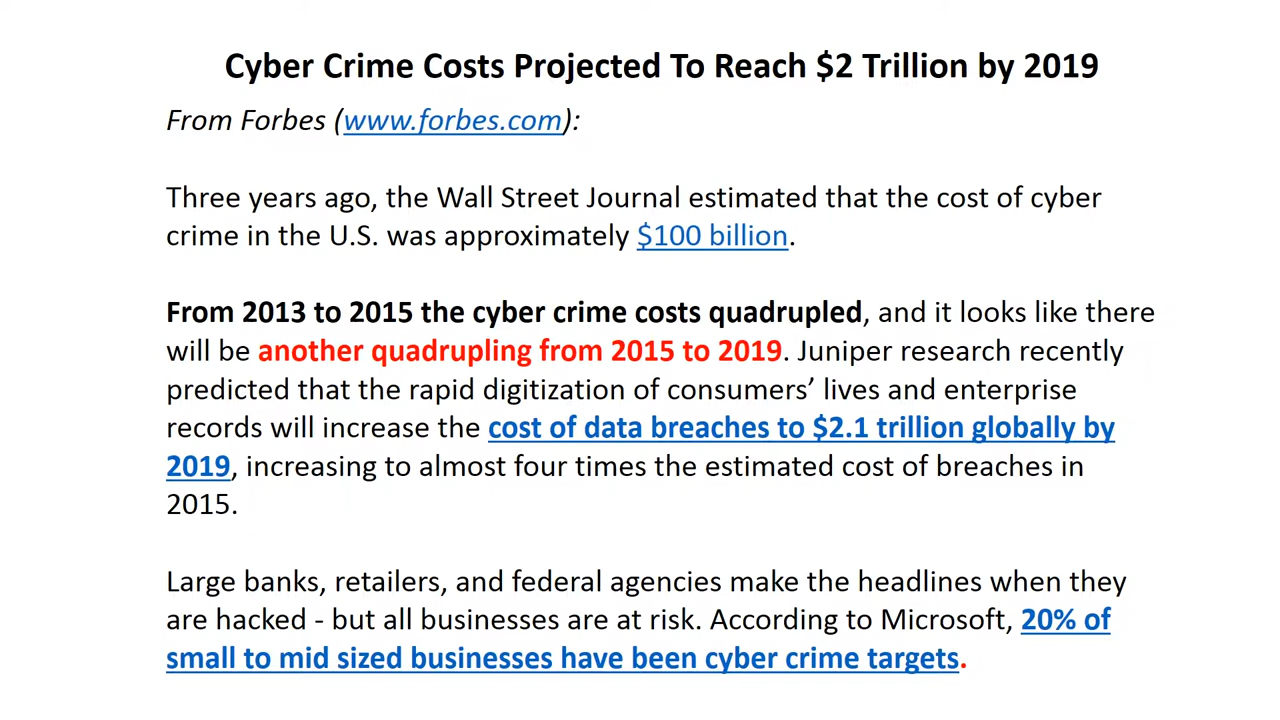 Cyber Crime Costs Projected To Reach $2 Trillion by 2019
From Forbes (www.forbes.com):
Three years ago, the Wall Street Journal estimated that the cost of cyber
crime in the U.S. was approximately $100 billion.
From 2013 to 2015 the cyber crime costs quadrupled, and it looks like there
will be another quadrupling from 2015 to 2019. Juniper research recently
predicted that the rapid digitization of consumers’ lives and enterprise
records will increase the cost of data breaches to $2.1 trillion globally by
2019, increasing to almost four times the estimated cost of breaches in
2015.
Large banks, retailers, and federal agencies make the headlines when they
are hacked - but all businesses are at risk. According to Microsoft, 20% of
small to mid sized businesses have been cyber crime targets.